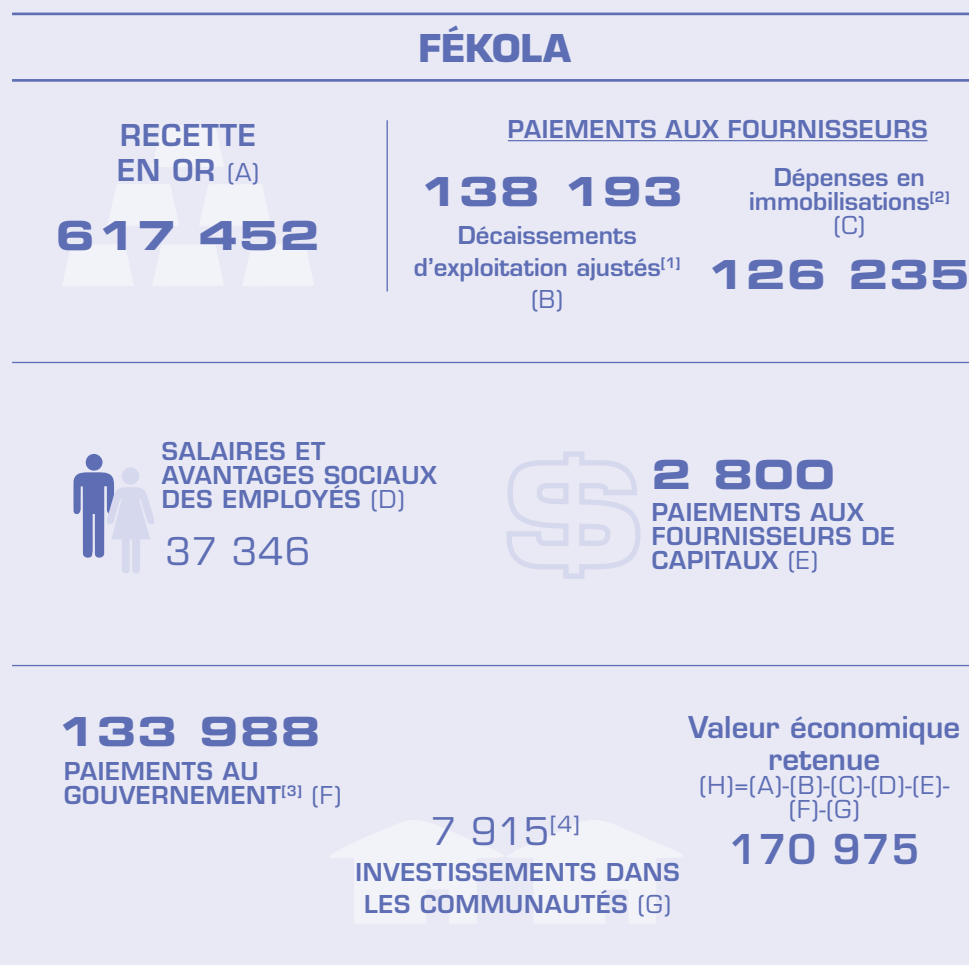 FÉKOLA
RECETTE
EN OR (A)
617 452
PAIEMENTS AUX FOURNISSEURS
138 193
Décaissements
d'exploitation ajustés[1]
(B)
Dépenses en
immobilisations[2]
(C)
126 235
SALAIRES ET
AVANTAGES SOCIAUX
DES EMPLOYÉS (D)
37 346
2 800
PAIEMENTS AUX
FOURNISSEURS DE
CAPITAUX (E)
133 988
PAIEMENTS AU
GOUVERNEMENT[3] (F)
7 915[4]
INVESTISSEMENTS DANS
LES COMMUNAUTÉS (G)
Valeur économique
retenue
(H)=(A)-(B)-(C)-(D)-(E)-
(F)-(G)
170 975